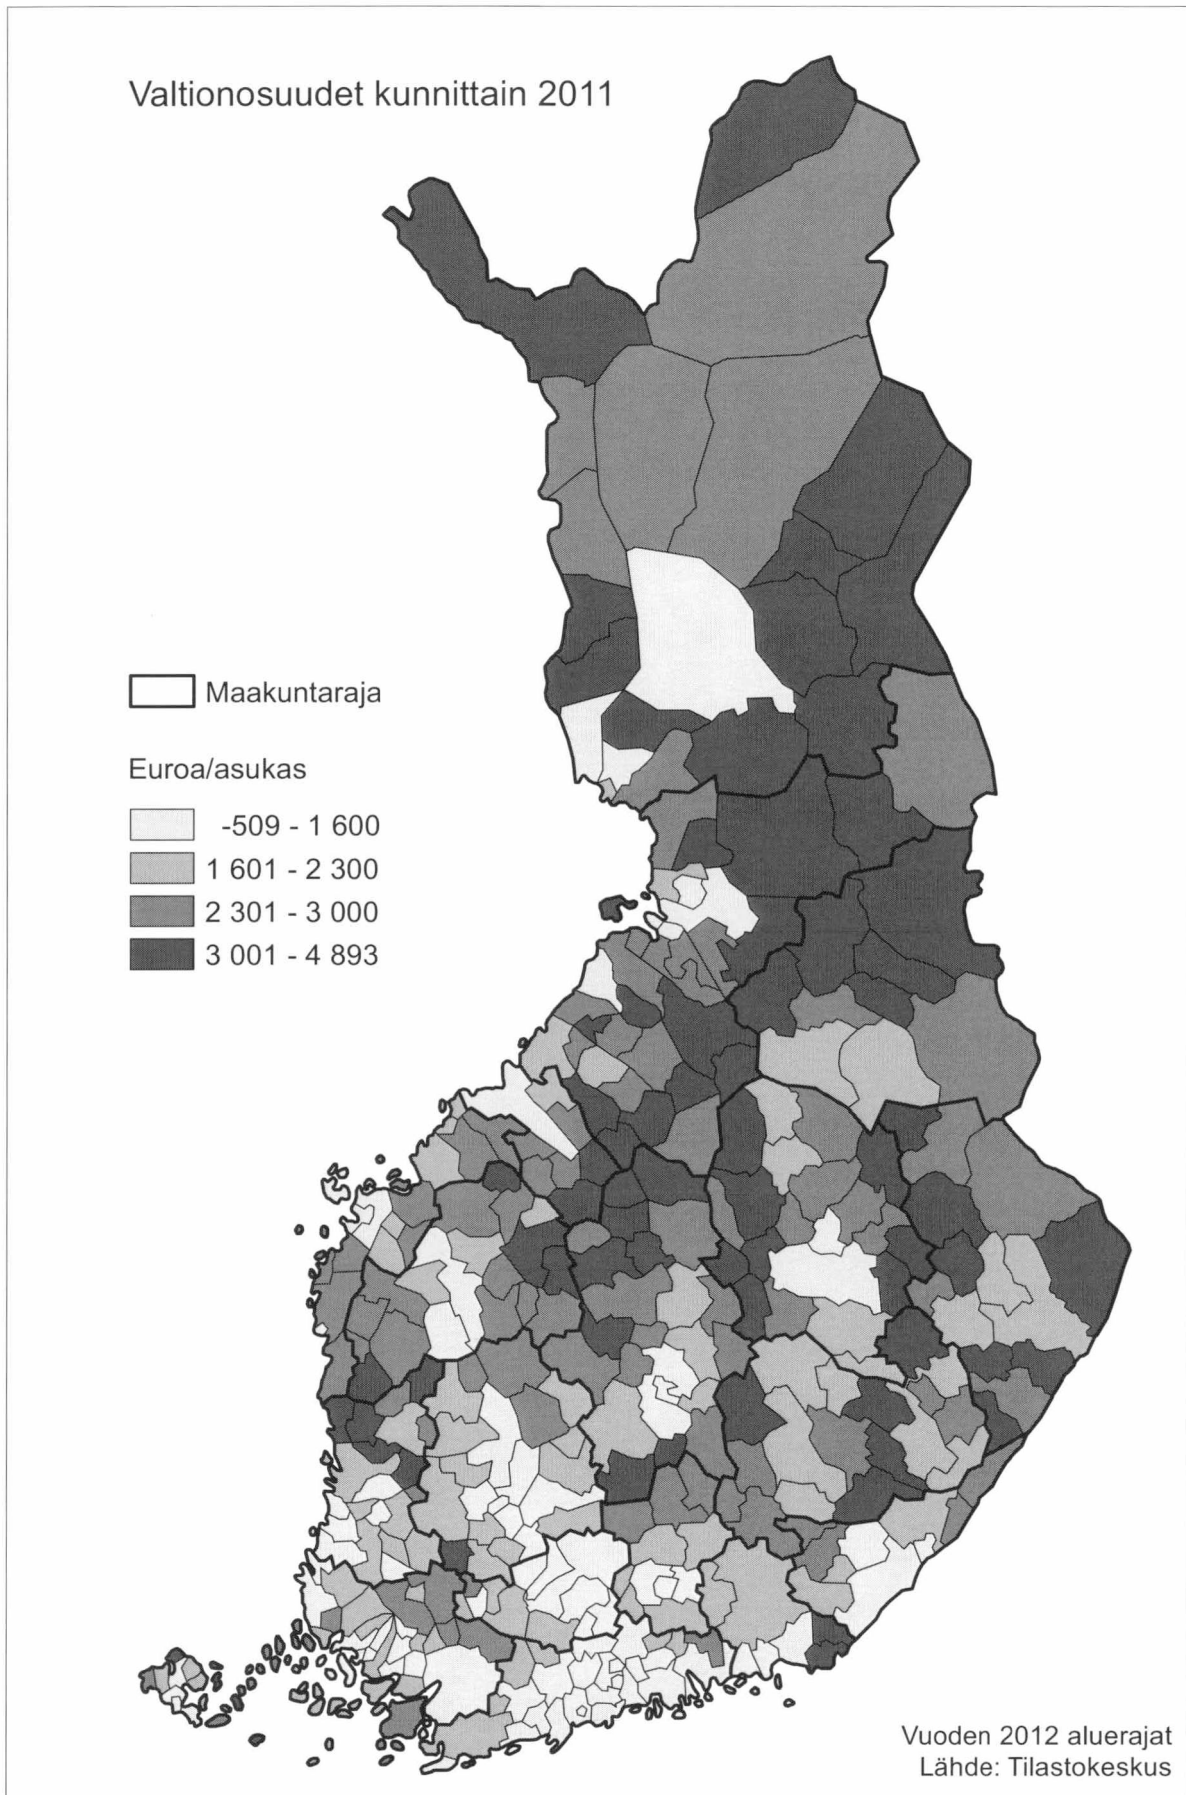 Valtionosuudet kunnittain 2011
Maakuntaraja
Euroa/asukas
-509 - 1 600
1 601 - 2 300
2 301 - 3 000
3 001 - 4 893
Vuoden 2012 aluerajat
Lähde: Tilastokeskus